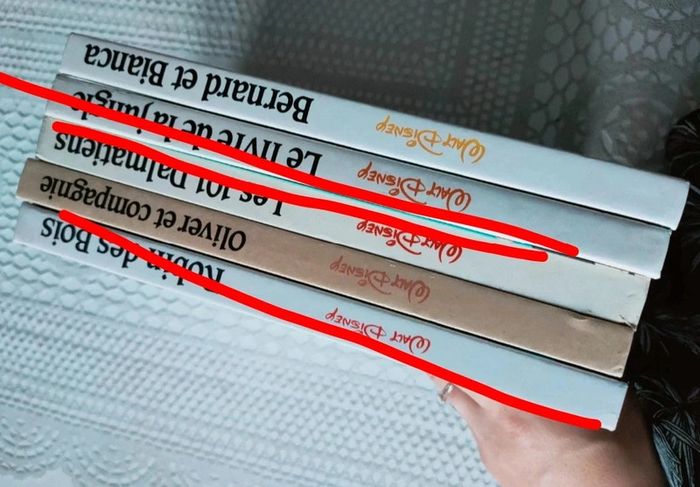 Walt Disney Bernard et Bianca
Walt Disney Le livre de la jungle
Walt Disney Les 101 Dalmatiens
Walt Disney Oliver et compagnie
Walt Disney Robin des Bois